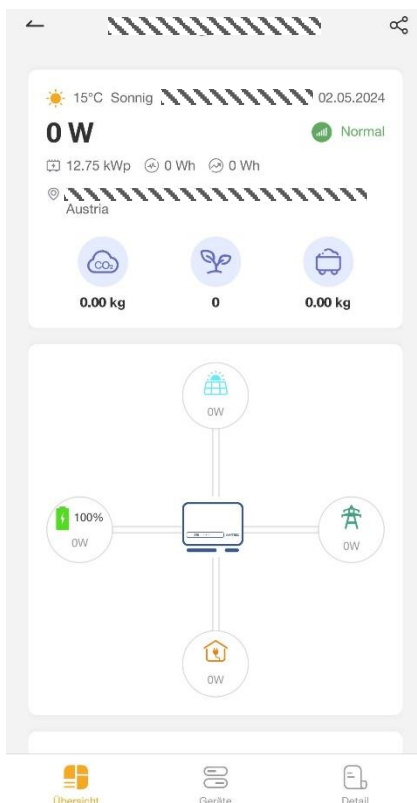 15°C Sonnig 02.05.2024
0 W Normal
12.75 kWp 0 Wh 0 Wh
Austria
CO₂
0.00 kg 0 0.00 kg
0W
100%
0W
0W
0W
Übersicht Geräte Detail